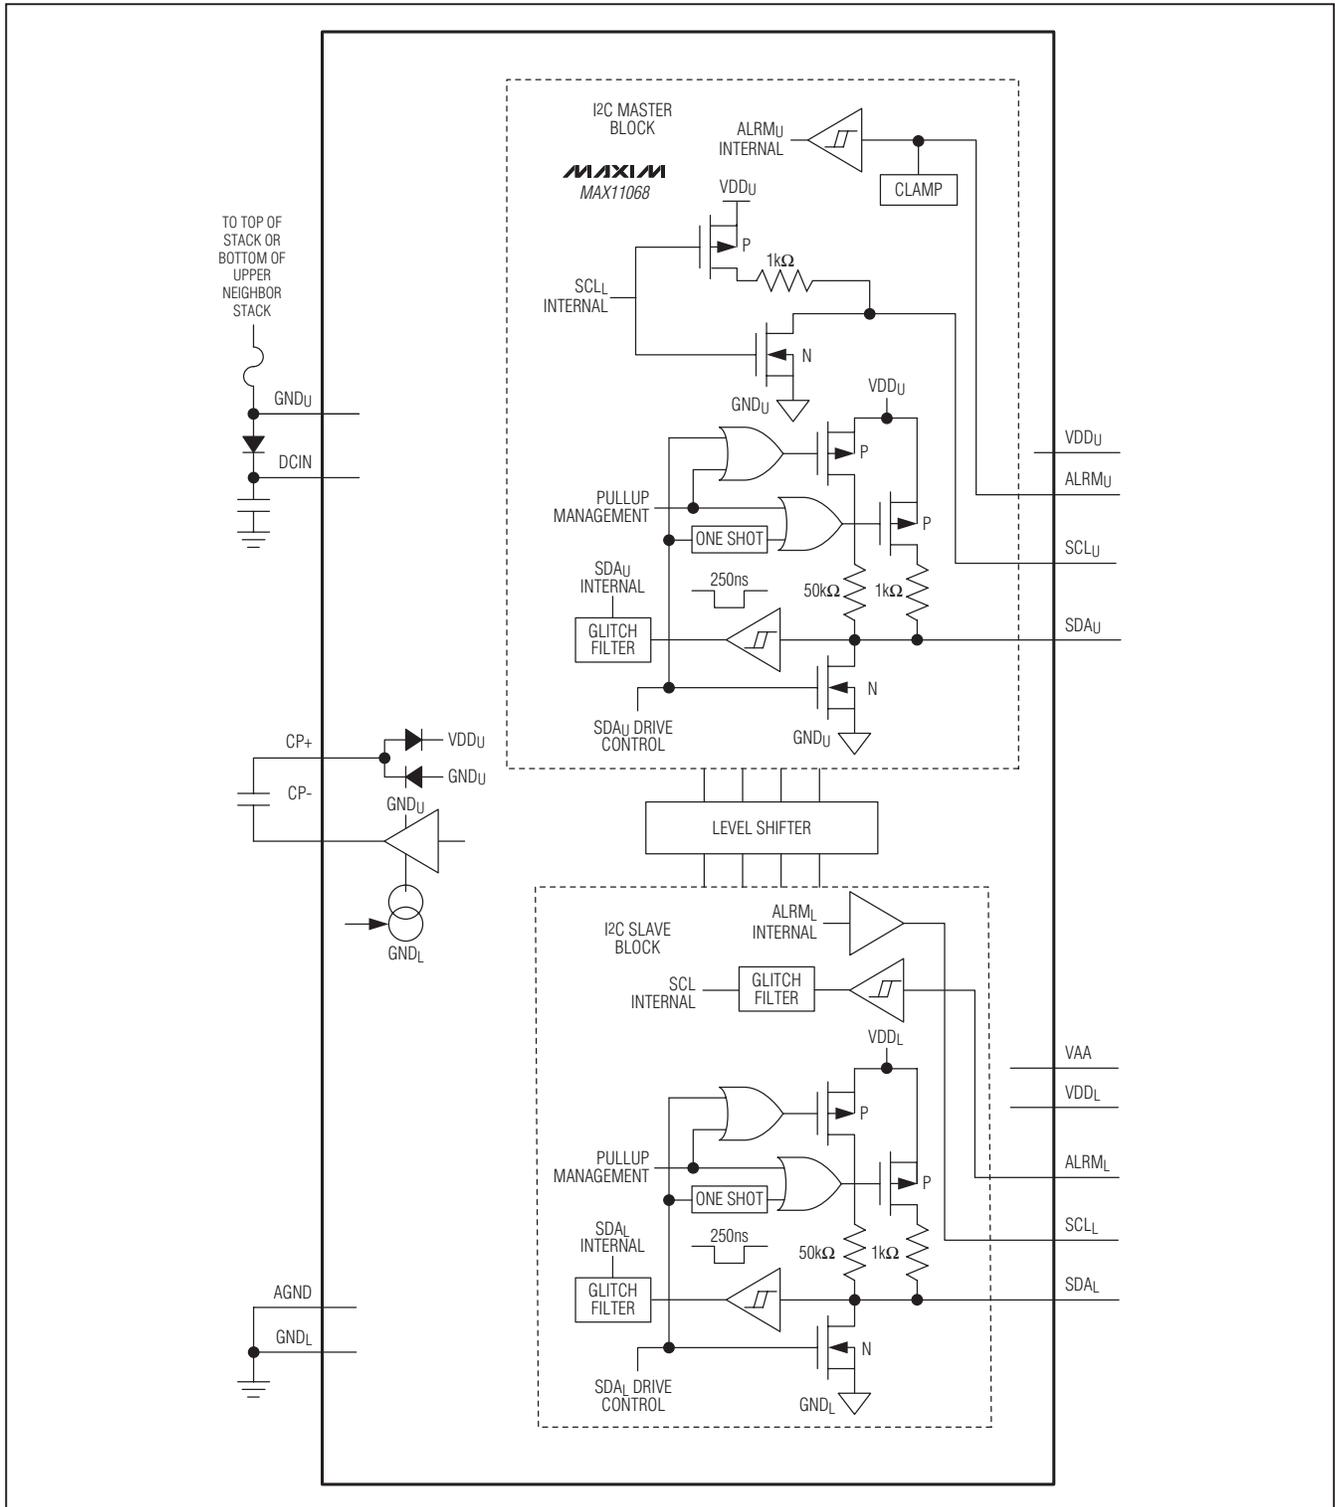 I²C MASTER
BLOCK
MAXIM
MAX11068
ALRMU
INTERNAL
CLAMP
VDDU
P
1kΩ
SCLL
INTERNAL
N
GNDU
TO TOP OF
STACK OR
BOTTOM OF
UPPER
NEIGHBOR
STACK
GNDU
DCIN
VDDU
P
PULLUP
MANAGEMENT
ONE SHOT
P
SDAU
INTERNAL
250ns
50kΩ
1kΩ
GLITCH
FILTER
N
SDAU DRIVE
CONTROL
GNDU
VDDU
ALRMU
SCLU
SDAU
CP+
VDDU
GNDU
CP-
GNDU
GNDL
LEVEL SHIFTER
I²C SLAVE
BLOCK
ALRML
INTERNAL
SCL
INTERNAL
GLITCH
FILTER
VDDL
P
PULLUP
MANAGEMENT
ONE SHOT
P
SDAL
INTERNAL
250ns
50kΩ
1kΩ
GLITCH
FILTER
N
SDAL DRIVE
CONTROL
GNDL
VAA
VDDL
ALRML
SCLL
SDAL
AGND
GNDL